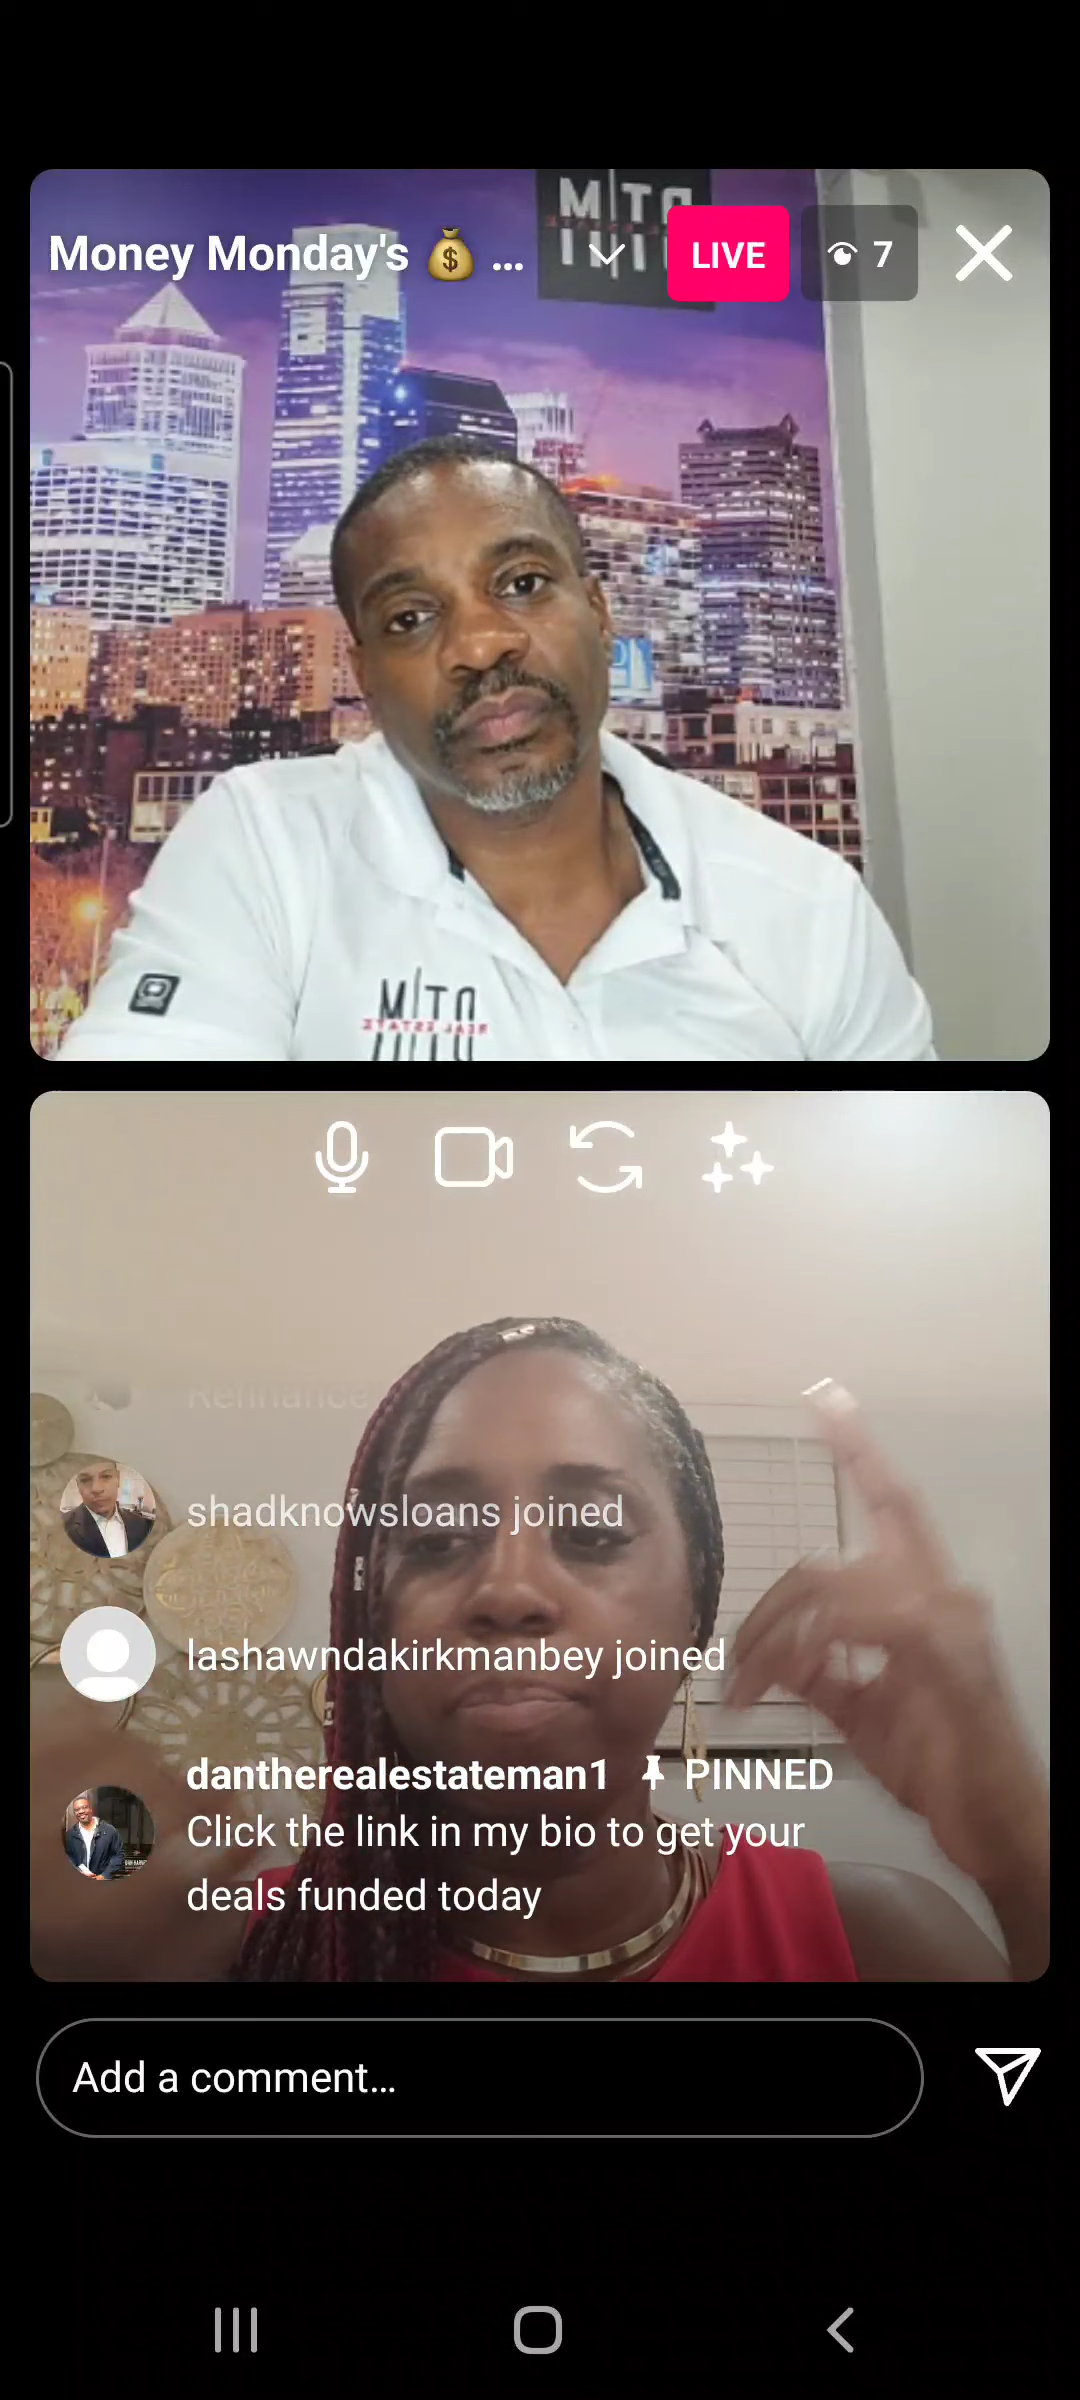 Money Monday's 💰 ...
LIVE
7
Rennance
shadknowsloans joined
lashawndakirkmanbey joined
dantherealestateman1 PINNED
Click the link in my bio to get your
deals funded today
Add a comment...